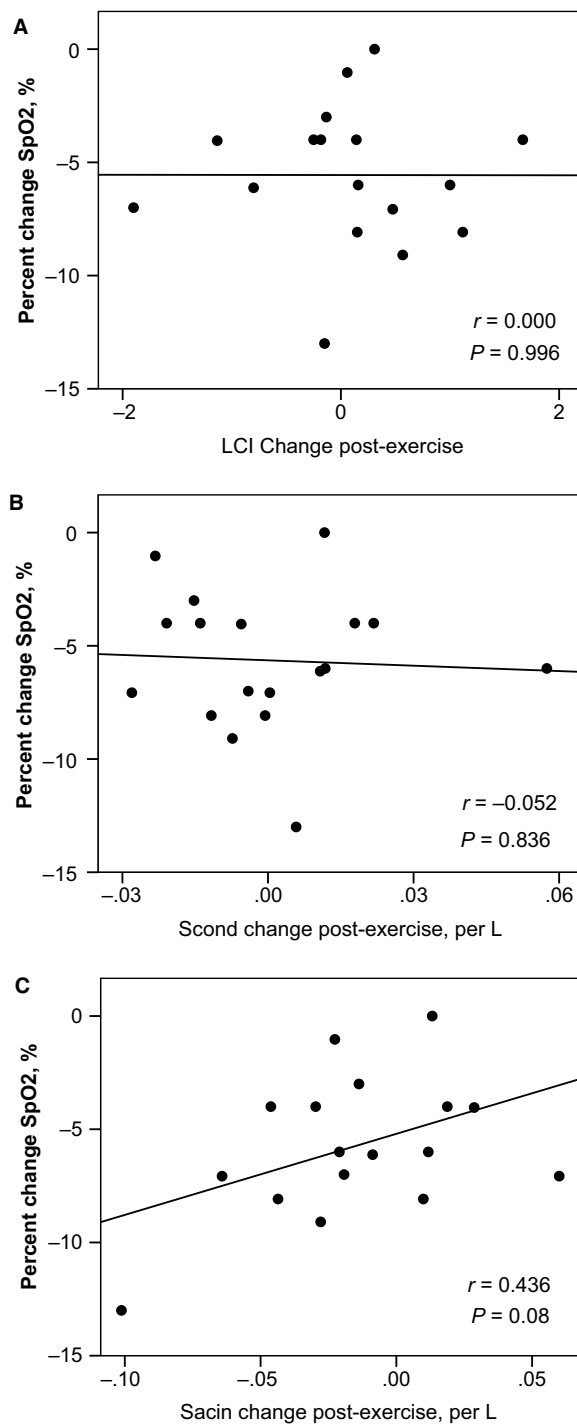 A
Percent change SpO2, %
0
–5
–10
–15
r = 0.000
P = 0.996
–2 0 2
LCI Change post-exercise
B
Percent change SpO2, %
0
–5
–10
–15
r = –0.052
P = 0.836
–.03 .00 .03 .06
Scond change post-exercise, per L
C
Percent change SpO2, %
0
–5
–10
–15
r = 0.436
P = 0.08
–.10 –.05 .00 .05
Sacin change post-exercise, per L